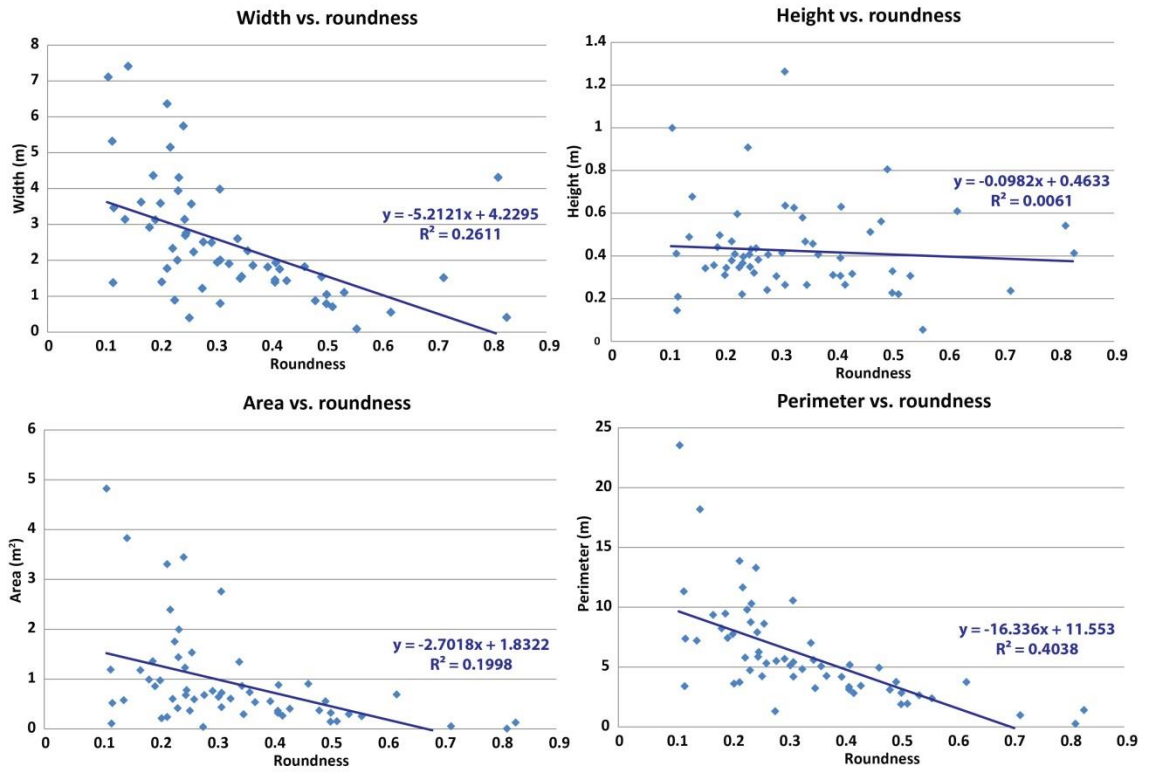 Width vs. roundness
8
7
6
5
4
3
2
1
0
Width (m)
y = -5.2121x + 4.2295
R² = 0.2611
0 0.1 0.2 0.3 0.4 0.5 0.6 0.7 0.8 0.9
Roundness
Height vs. roundness
1.4
1.2
1
0.8
0.6
0.4
0.2
0
Height (m)
y = -0.0982x + 0.4633
R² = 0.0061
0 0.1 0.2 0.3 0.4 0.5 0.6 0.7 0.8 0.9
Roundness
Area vs. roundness
6
5
4
3
2
1
0
Area (m²)
y = -2.7018x + 1.8322
R² = 0.1998
0 0.1 0.2 0.3 0.4 0.5 0.6 0.7 0.8 0.9
Roundness
Perimeter vs. roundness
25
20
15
10
5
0
Perimeter (m)
y = -16.336x + 11.553
R² = 0.4038
0 0.1 0.2 0.3 0.4 0.5 0.6 0.7 0.8 0.9
Roundness